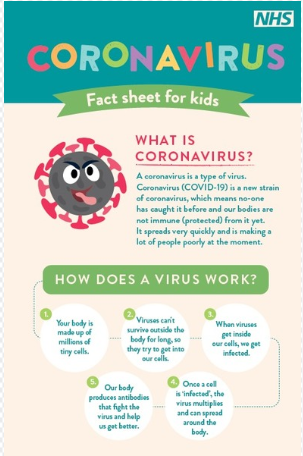 NHS
CORONAVIRUS
Fact sheet for kids
WHAT IS
CORONAVIRUS?
A coronavirus is a type of virus.
Coronavirus (COVID-19) is a new strain
of coronavirus, which means no-one
has caught it before and our bodies are
not immune (protected) from it yet.
It spreads very quickly and is making a
lot of people poorly at the moment.
HOW DOES A VIRUS WORK?
1.
Your body is
made up of
millions of
tiny cells.
2.
Viruses can't
survive outside the
body for long, so
they try to get into
our cells.
3.
When viruses
get inside
our cells, we get
infected.
4.
Once a cell
is 'infected', the
virus multiplies
and can spread
around the
body.
5.
Our body
produces antibodies
that fight the
virus and help
us get better.